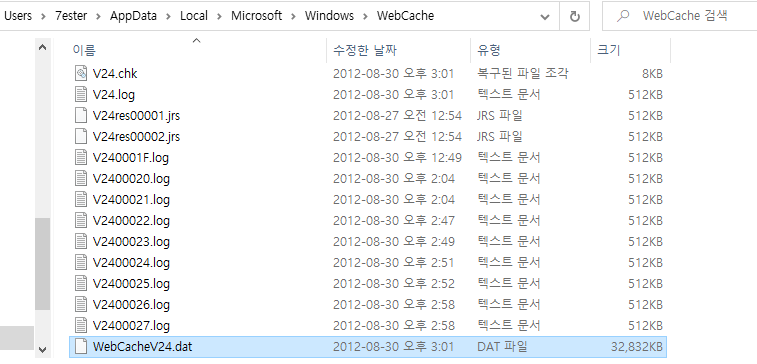 Users > 7ester > AppData > Local > Microsoft > Windows > WebCache WebCache 검색
이름 수정한 날짜 유형 크기
V24.chk 2012-08-30 오후 3:01 복구된 파일 조각 8KB
V24.log 2012-08-30 오후 3:01 텍스트 문서 512KB
V24res00001.jrs 2012-08-27 오전 12:54 JRS 파일 512KB
V24res00002.jrs 2012-08-27 오전 12:54 JRS 파일 512KB
V240001F.log 2012-08-30 오후 12:49 텍스트 문서 512KB
V2400020.log 2012-08-30 오후 2:04 텍스트 문서 512KB
V2400021.log 2012-08-30 오후 2:04 텍스트 문서 512KB
V2400022.log 2012-08-30 오후 2:47 텍스트 문서 512KB
V2400023.log 2012-08-30 오후 2:49 텍스트 문서 512KB
V2400024.log 2012-08-30 오후 2:51 텍스트 문서 512KB
V2400025.log 2012-08-30 오후 2:52 텍스트 문서 512KB
V2400026.log 2012-08-30 오후 2:58 텍스트 문서 512KB
V2400027.log 2012-08-30 오후 2:58 텍스트 문서 512KB
WebCacheV24.dat 2012-08-30 오후 3:01 DAT 파일 32,832KB